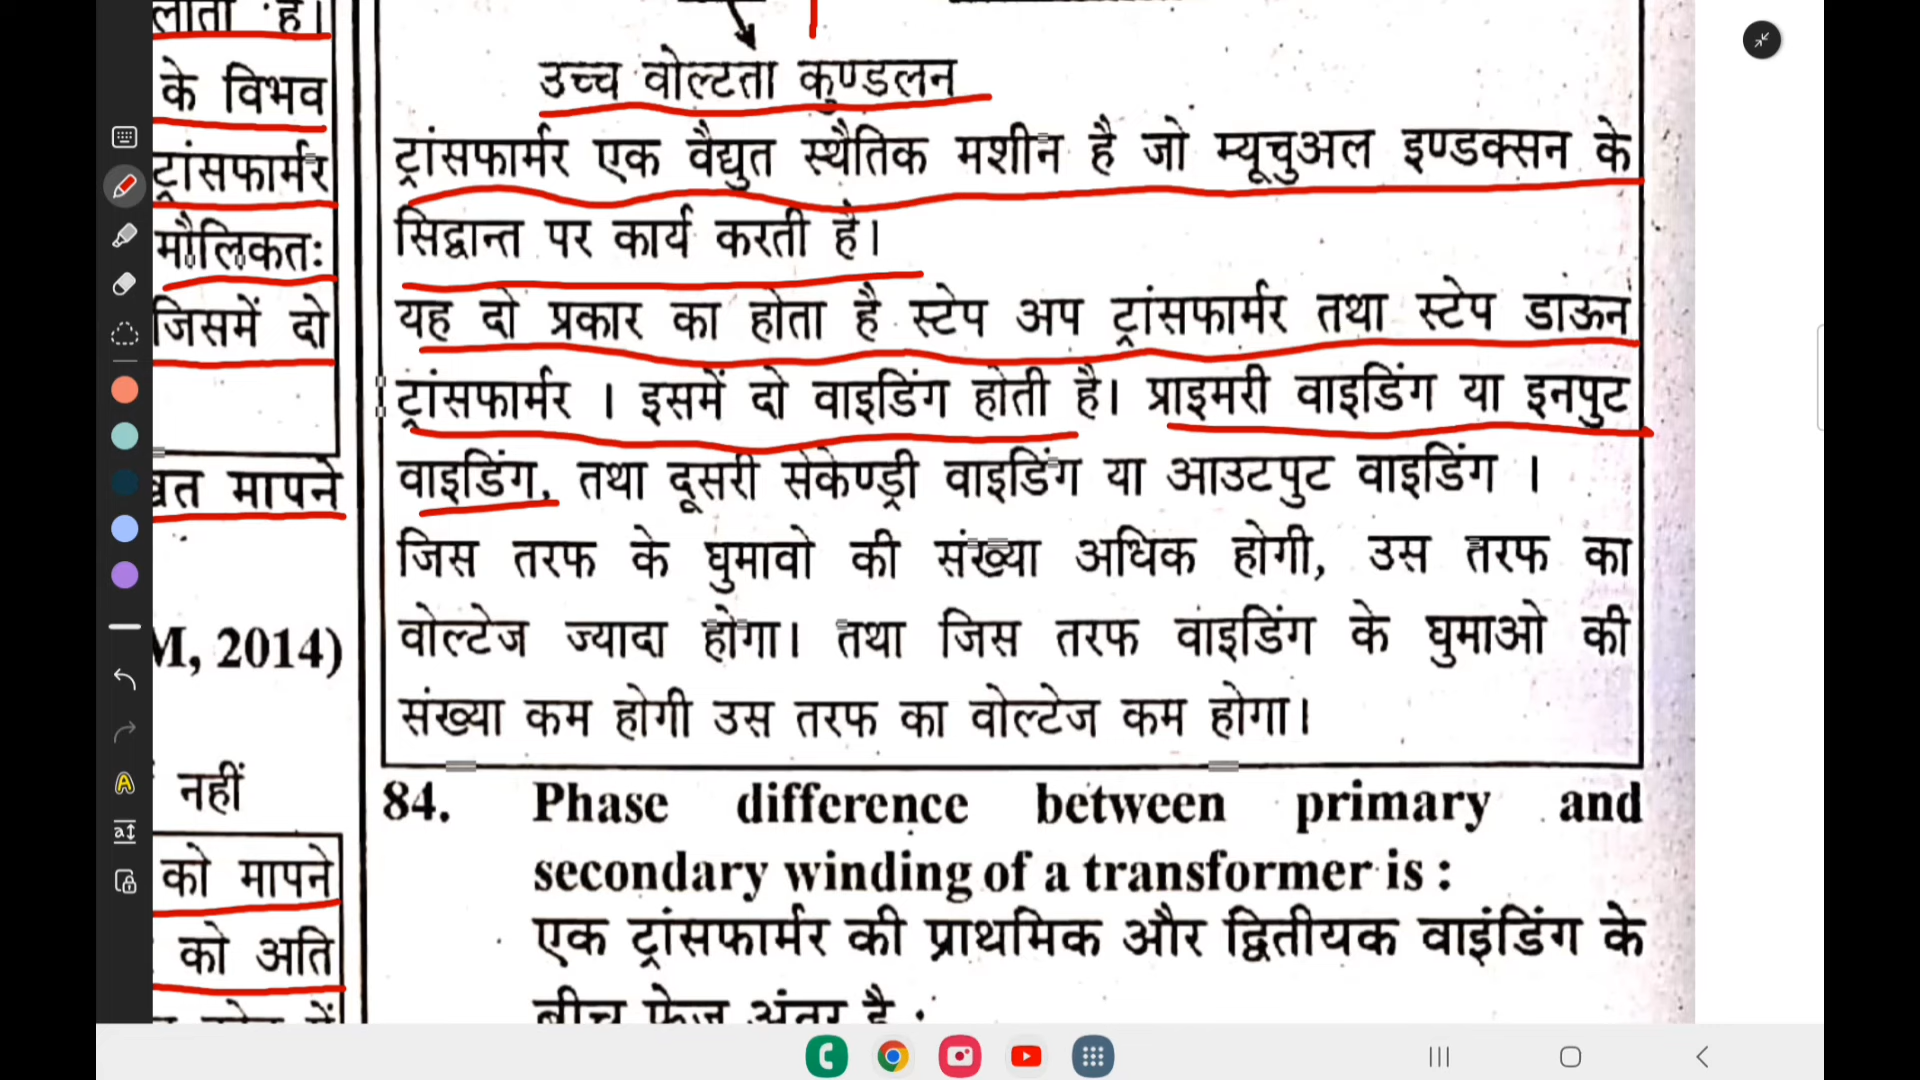 के विभव
ट्रांसफार्मर
मौलिकतः
जिसमें दो
मापने
M, 2014)
नहीं
को मापने
को अति
उच्च वोल्टता कुण्डलन
ट्रांसफार्मर एक वैद्युत स्थैतिक मशीन है जो म्यूचुअल इण्डक्सन के
सिद्वान्त पर कार्य करती है।
यह दो प्रकार का होता है स्टेप अप ट्रांसफार्मर तथा स्टेप डाऊन
ट्रांसफार्मर । इसमें दो वाइडिंग होती है। प्राइमरी वाइडिंग या इनपुट
वाइडिंग, तथा दूसरी सेकेण्ड्री वाइडिंग या आउटपुट वाइडिंग ।
जिस तरफ के घुमावो की संख्या अधिक होगी, उस तरफ का
वोल्टेज ज्यादा होगा। तथा जिस तरफ वाइडिंग के घुमाओ की
संख्या कम होगी उस तरफ का वोल्टेज कम होगा।
84. Phase difference between primary and
secondary winding of a transformer is :
एक ट्रांसफार्मर की प्राथमिक और द्वितीयक वाइंडिंग के
बीच फेज अंतर है :